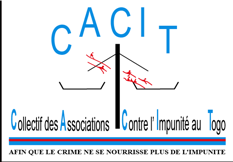 CACIT
Collectif des Associations Contre l'Impunité au Togo
AFIN QUE LE CRIME NE SE NOURRISSE PLUS DE L'IMPUNITE